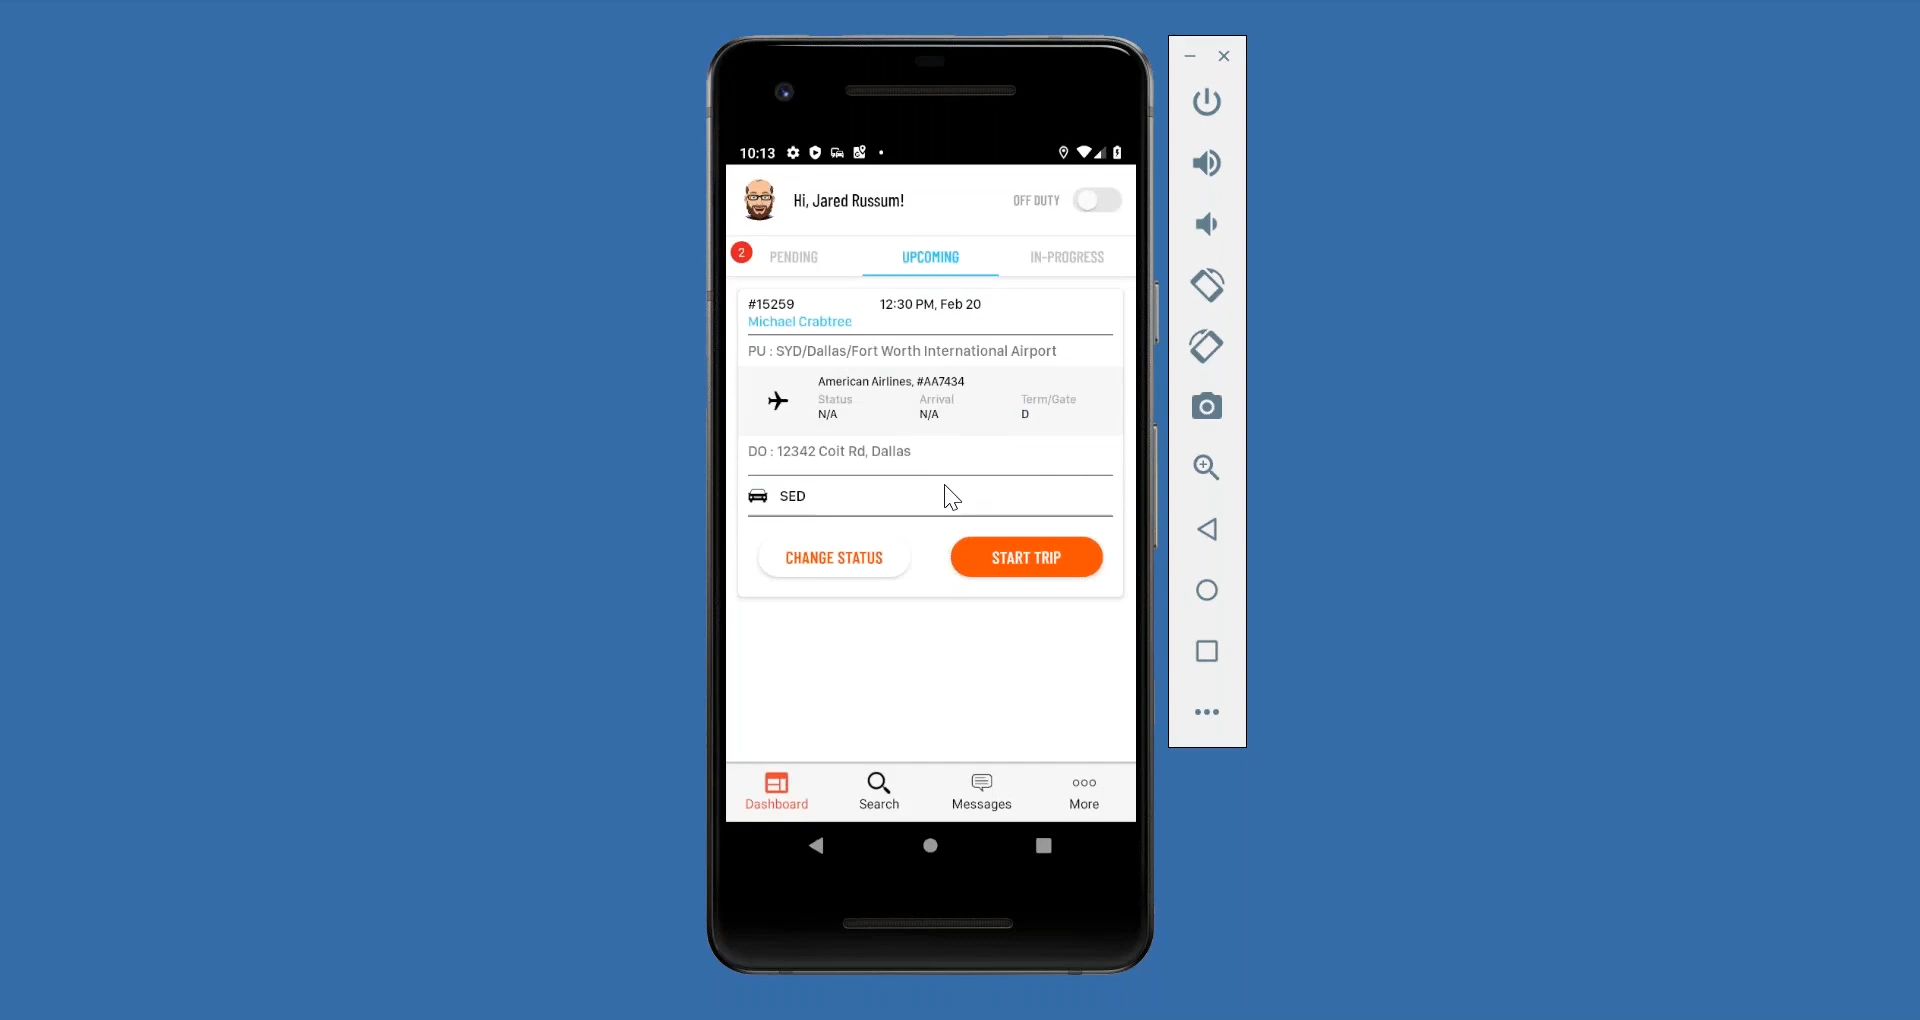 10:13
Hi, Jared Russum!
OFF DUTY
2
PENDING
UPCOMING
IN-PROGRESS
#15259
12:30 PM, Feb 20
Michael Crabtree
PU : SYD/Dallas/Fort Worth International Airport
American Airlines, #AA7434
Status
Arrival
Term/Gate
N/A
N/A
D
DO : 12342 Coit Rd, Dallas
SED
CHANGE STATUS
START TRIP
Dashboard
Search
Messages
More